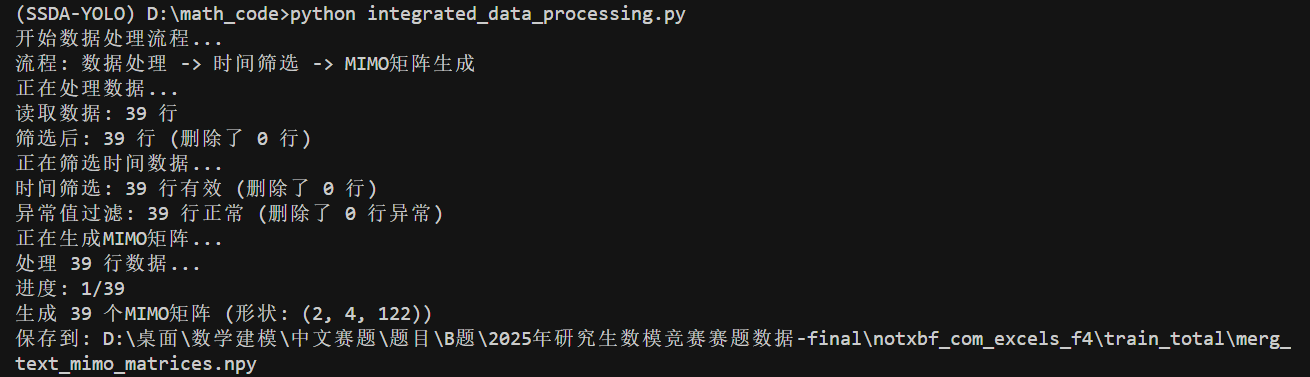 (SSDA-YOLO) D:\math_code>python integrated_data_processing.py
开始数据处理流程...
流程: 数据处理 -> 时间筛选 -> MIMO矩阵生成
正在处理数据...
读取数据: 39 行
筛选后: 39 行 (删除了 0 行)
正在筛选时间数据...
时间筛选: 39 行有效 (删除了 0 行)
异常值过滤: 39 行正常 (删除了 0 行异常)
正在生成MIMO矩阵...
处理 39 行数据...
进度: 1/39
生成 39 个MIMO矩阵 (形状: (2, 4, 122))
保存到: D:\桌面\数学建模\中文赛题\题目\B题\2025年研究生数模竞赛赛题数据-final\notxbf_com_excels_f4\train_total\merg_
text_mimo_matrices.npy